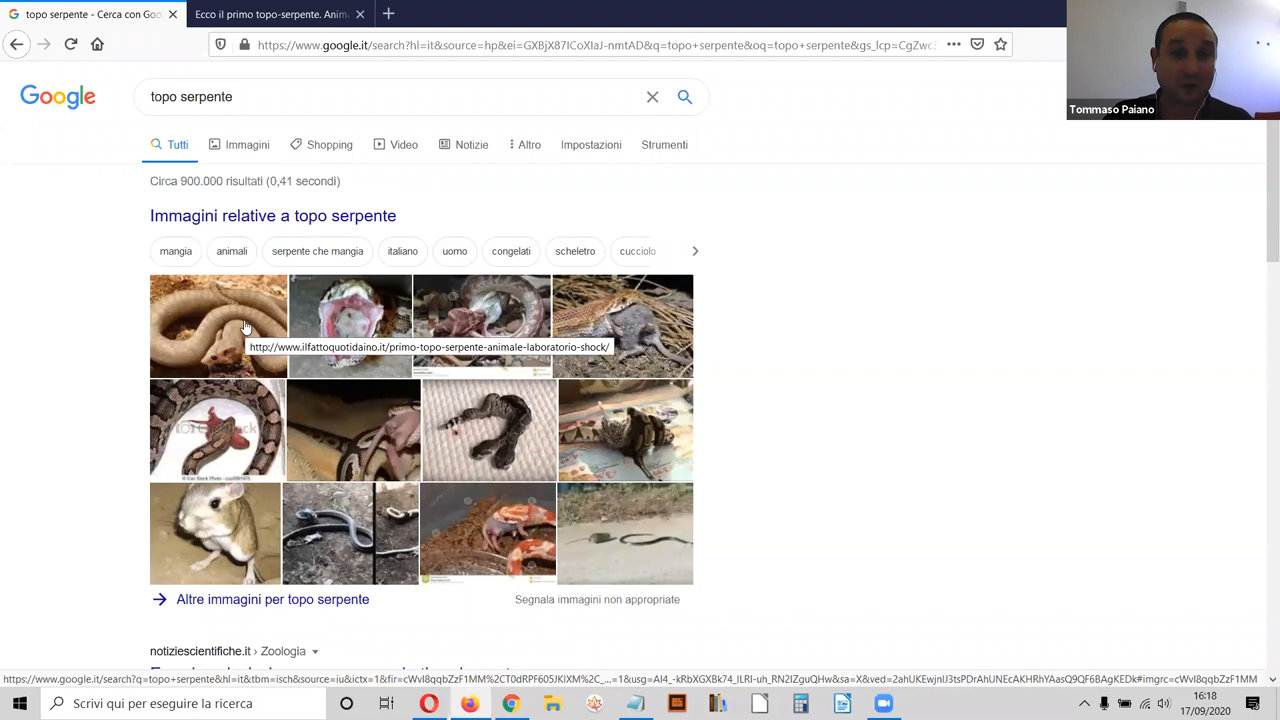 topo serpente - Cerca con Goo
Ecco il primo topo-serpente. Anima
https://www.google.it/search?hl=it&source=hp&ei=GXBjX87ICoXIaJ-nmtAD&q=topo+serpente&oq=topo+serpente&gs_lcp=CgZwc
Tommaso Paiano
Google
topo serpente
Tutti
Immagini
Shopping
Video
Notizie
Altro
Impostazioni
Strumenti
Circa 900.000 risultati (0,41 secondi)
Immagini relative a topo serpente
mangia
animali
serpente che mangia
italiano
uomo
congelati
scheletro
cucciolo
http://www.ilfattoquotidaino.it/primo-topo-serpente-animale-laboratorio-shock/
Altre immagini per topo serpente
Segnala immagini non appropriate
notiziescientifiche.it › Zoologia
Scrivi qui per eseguire la ricerca
16:18
17/09/2020